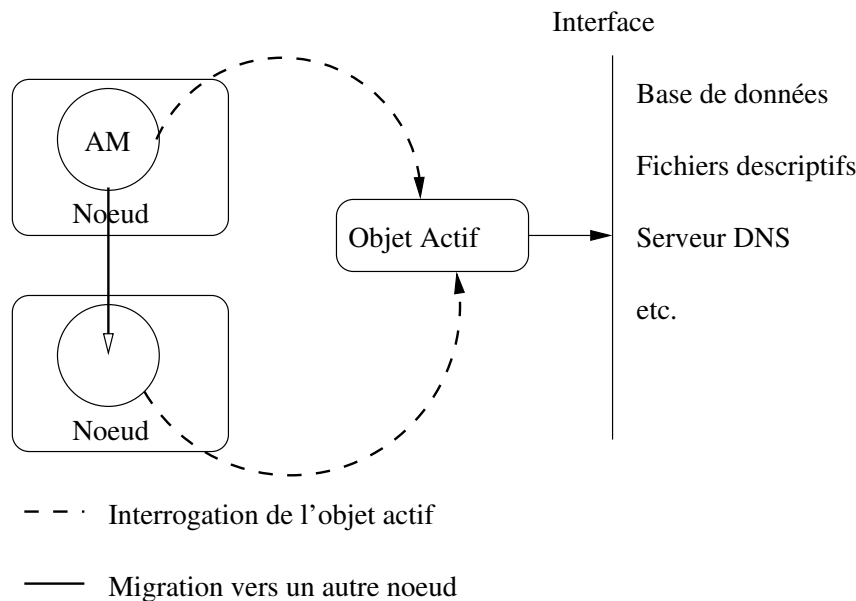 Interface
Base de données
AM
Fichiers descriptifs
Noeud
Objet Actif
Serveur DNS
etc.
Noeud
Interrogation de l'objet actif
Migration vers un autre noeud